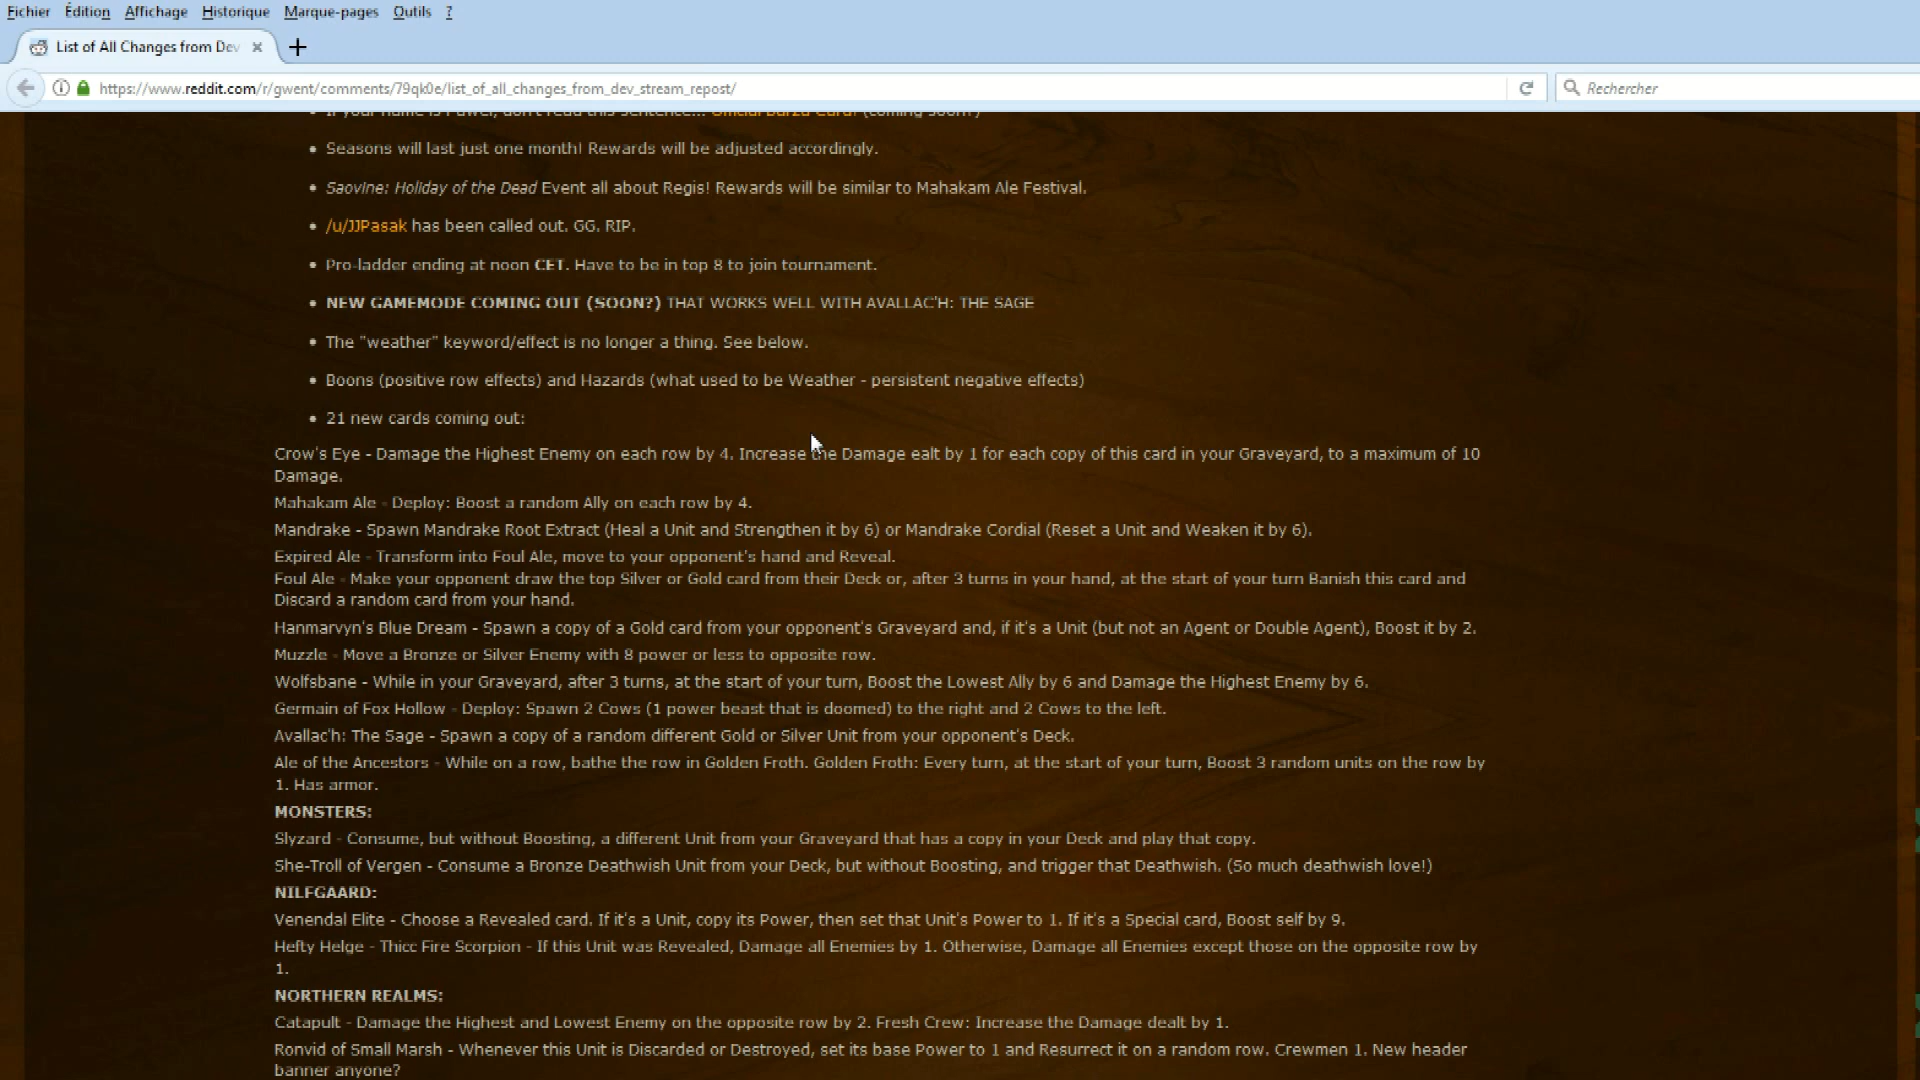 Fichier Édition Affichage Historique Marque-pages Outils ?
List of All Changes from Dev
https://www.reddit.com/r/gwent/comments/79qk0e/list_of_all_changes_from_dev_stream_repost/ Rechercher
If your name is Pawel, don't read this sentence... Official Burza Card! (coming soon?)
• Seasons will last just one month! Rewards will be adjusted accordingly.
• Saovine: Holiday of the Dead Event all about Regis! Rewards will be similar to Mahakam Ale Festival.
• /u/JJPasak has been called out. GG. RIP.
• Pro-ladder ending at noon CET. Have to be in top 8 to join tournament.
• NEW GAMEMODE COMING OUT (SOON?) THAT WORKS WELL WITH AVALLAC'H: THE SAGE
• The "weather" keyword/effect is no longer a thing. See below.
• Boons (positive row effects) and Hazards (what used to be Weather - persistent negative effects)
• 21 new cards coming out:
Crow's Eye - Damage the Highest Enemy on each row by 4. Increase the Damage ealt by 1 for each copy of this card in your Graveyard, to a maximum of 10
Damage.
Mahakam Ale - Deploy: Boost a random Ally on each row by 4.
Mandrake - Spawn Mandrake Root Extract (Heal a Unit and Strengthen it by 6) or Mandrake Cordial (Reset a Unit and Weaken it by 6).
Expired Ale - Transform into Foul Ale, move to your opponent's hand and Reveal.
Foul Ale - Make your opponent draw the top Silver or Gold card from their Deck or, after 3 turns in your hand, at the start of your turn Banish this card and
Discard a random card from your hand.
Hanmarvyn's Blue Dream - Spawn a copy of a Gold card from your opponent's Graveyard and, if it's a Unit (but not an Agent or Double Agent), Boost it by 2.
Muzzle - Move a Bronze or Silver Enemy with 8 power or less to opposite row.
Wolfsbane - While in your Graveyard, after 3 turns, at the start of your turn, Boost the Lowest Ally by 6 and Damage the Highest Enemy by 6.
Germain of Fox Hollow - Deploy: Spawn 2 Cows (1 power beast that is doomed) to the right and 2 Cows to the left.
Avallac'h: The Sage - Spawn a copy of a random different Gold or Silver Unit from your opponent's Deck.
Ale of the Ancestors - While on a row, bathe the row in Golden Froth. Golden Froth: Every turn, at the start of your turn, Boost 3 random units on the row by
1. Has armor.
MONSTERS:
Slyzard - Consume, but without Boosting, a different Unit from your Graveyard that has a copy in your Deck and play that copy.
She-Troll of Vergen - Consume a Bronze Deathwish Unit from your Deck, but without Boosting, and trigger that Deathwish. (So much deathwish love!)
NILFGAARD:
Venendal Elite - Choose a Revealed card. If it's a Unit, copy its Power, then set that Unit's Power to 1. If it's a Special card, Boost self by 9.
Hefty Helge - Thicc Fire Scorpion - If this Unit was Revealed, Damage all Enemies by 1. Otherwise, Damage all Enemies except those on the opposite row by
1.
NORTHERN REALMS:
Catapult - Damage the Highest and Lowest Enemy on the opposite row by 2. Fresh Crew: Increase the Damage dealt by 1.
Ronvid of Small Marsh - Whenever this Unit is Discarded or Destroyed, set its base Power to 1 and Resurrect it on a random row. Crewmen 1. New header
banner anyone?